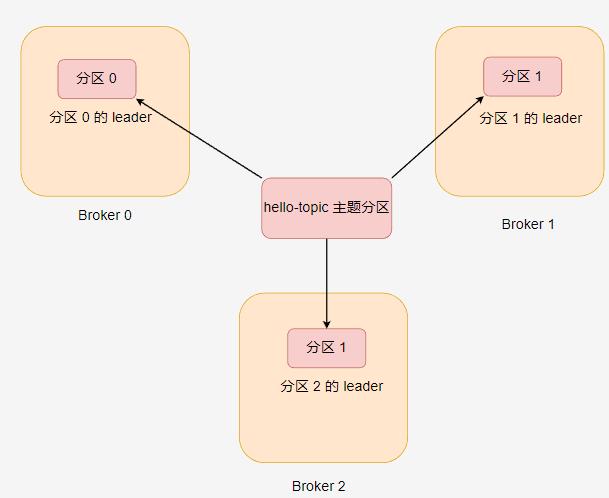 分区 0
分区 0 的 leader
Broker 0
分区 1
分区 1 的 leader
Broker 1
hello-topic 主题分区
分区 1
分区 2 的 leader
Broker 2